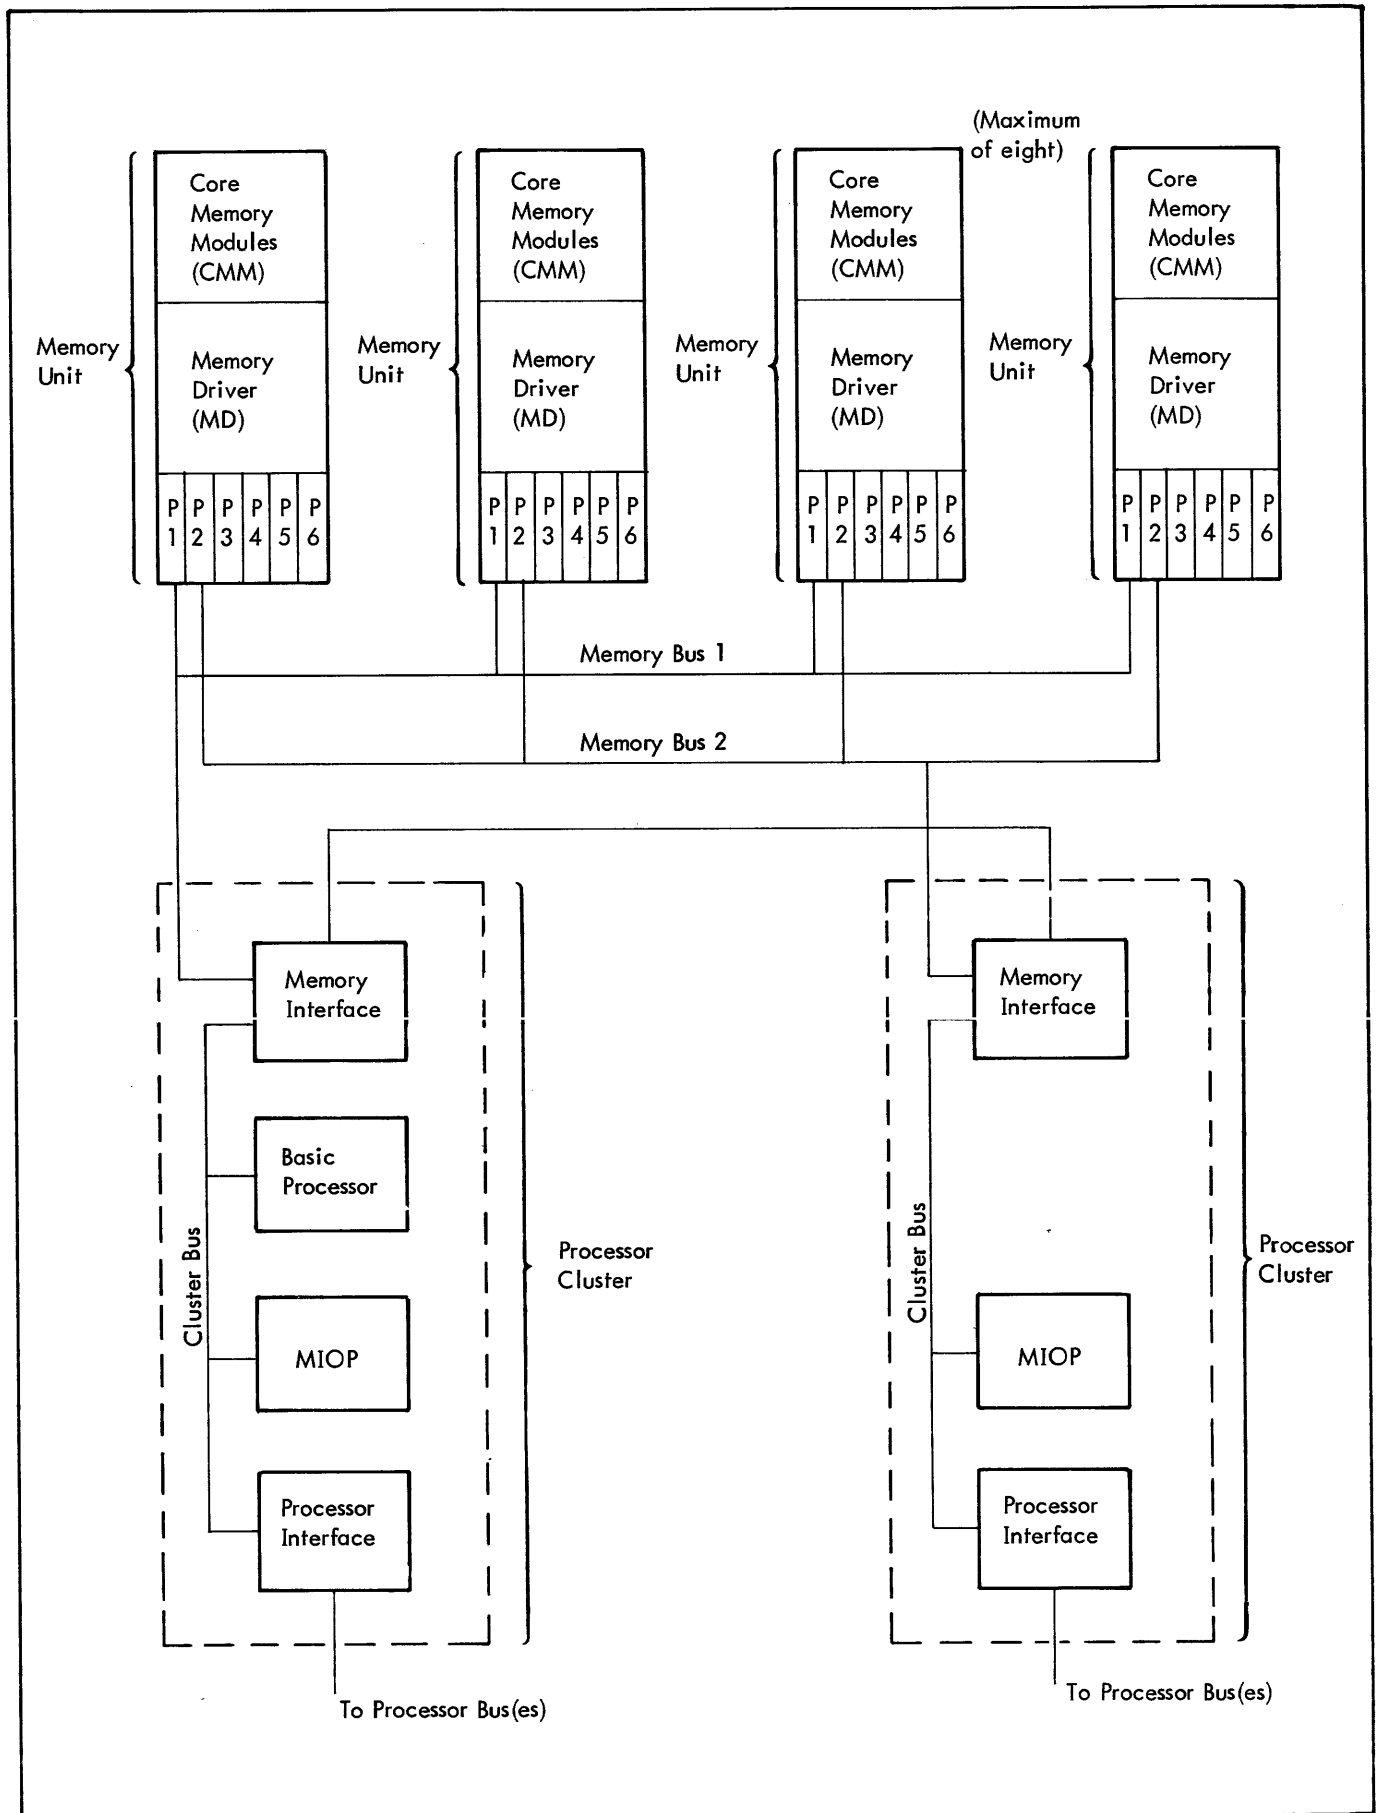 (Maximum
of eight)
Core
Memory
Modules
(CMM)
Core
Memory
Modules
(CMM)
Core
Memory
Modules
(CMM)
Core
Memory
Modules
(CMM)
Memory
Unit
Memory
Driver
(MD)
Memory
Unit
Memory
Driver
(MD)
Memory
Unit
Memory
Driver
(MD)
Memory
Unit
Memory
Driver
(MD)
P P P P P P
1 2 3 4 5 6
P P P P P P
1 2 3 4 5 6
P P P P P P
1 2 3 4 5 6
P P P P P P
1 2 3 4 5 6
Memory Bus 1
Memory Bus 2
Memory
Interface
Basic
Processor
Cluster Bus
MIOP
Processor
Interface
Processor
Cluster
To Processor Bus(es)
Memory
Interface
Cluster Bus
MIOP
Processor
Interface
Processor
Cluster
To Processor Bus(es)